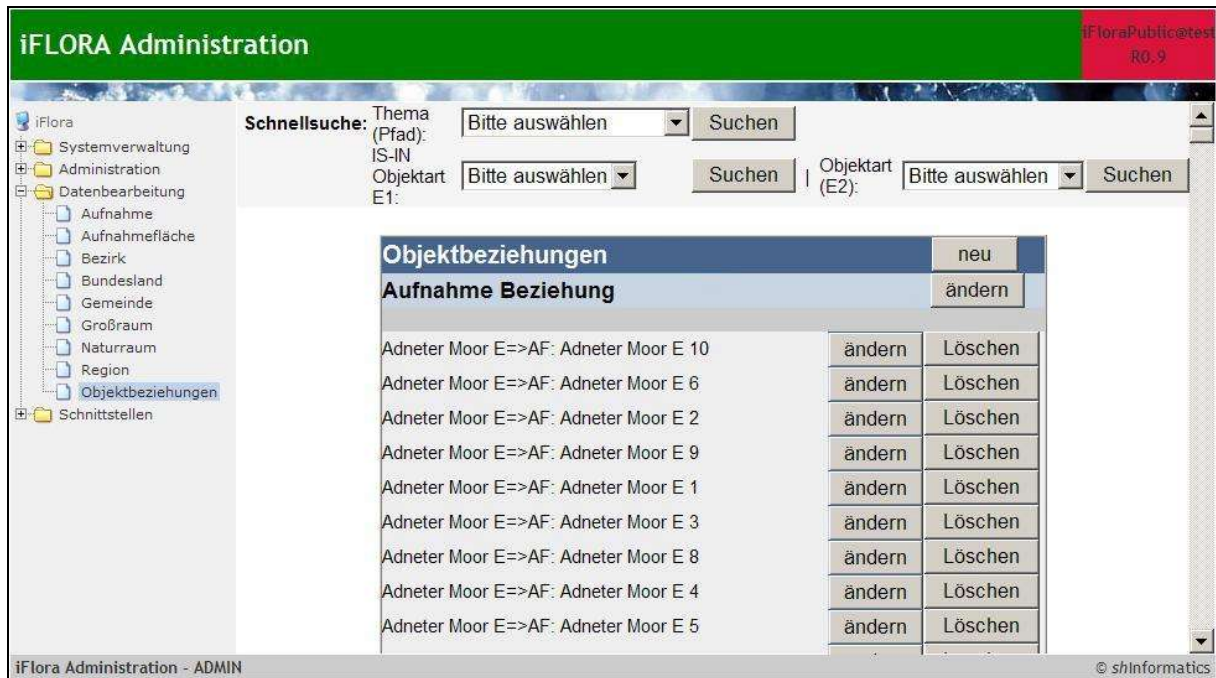 iFLORA Administration
iFloraPublic@test
R0.9
iFlora
Systemverwaltung
Administration
Datenbearbeitung
Aufnahme
Aufnahmefläche
Bezirk
Bundesland
Gemeinde
Großraum
Naturraum
Region
Objektbeziehungen
Schnittstellen
Schnellsuche: Thema (Pfad): Bitte auswählen Suchen
IS-IN Objektart E1: Bitte auswählen Suchen | Objektart (E2): Bitte auswählen Suchen
Objektbeziehungen neu
Aufnahme Beziehung ändern
Adneter Moor E=>AF: Adneter Moor E 10 ändern Löschen
Adneter Moor E=>AF: Adneter Moor E 6 ändern Löschen
Adneter Moor E=>AF: Adneter Moor E 2 ändern Löschen
Adneter Moor E=>AF: Adneter Moor E 9 ändern Löschen
Adneter Moor E=>AF: Adneter Moor E 1 ändern Löschen
Adneter Moor E=>AF: Adneter Moor E 3 ändern Löschen
Adneter Moor E=>AF: Adneter Moor E 8 ändern Löschen
Adneter Moor E=>AF: Adneter Moor E 4 ändern Löschen
Adneter Moor E=>AF: Adneter Moor E 5 ändern Löschen
iFlora Administration - ADMIN
© shInformatics